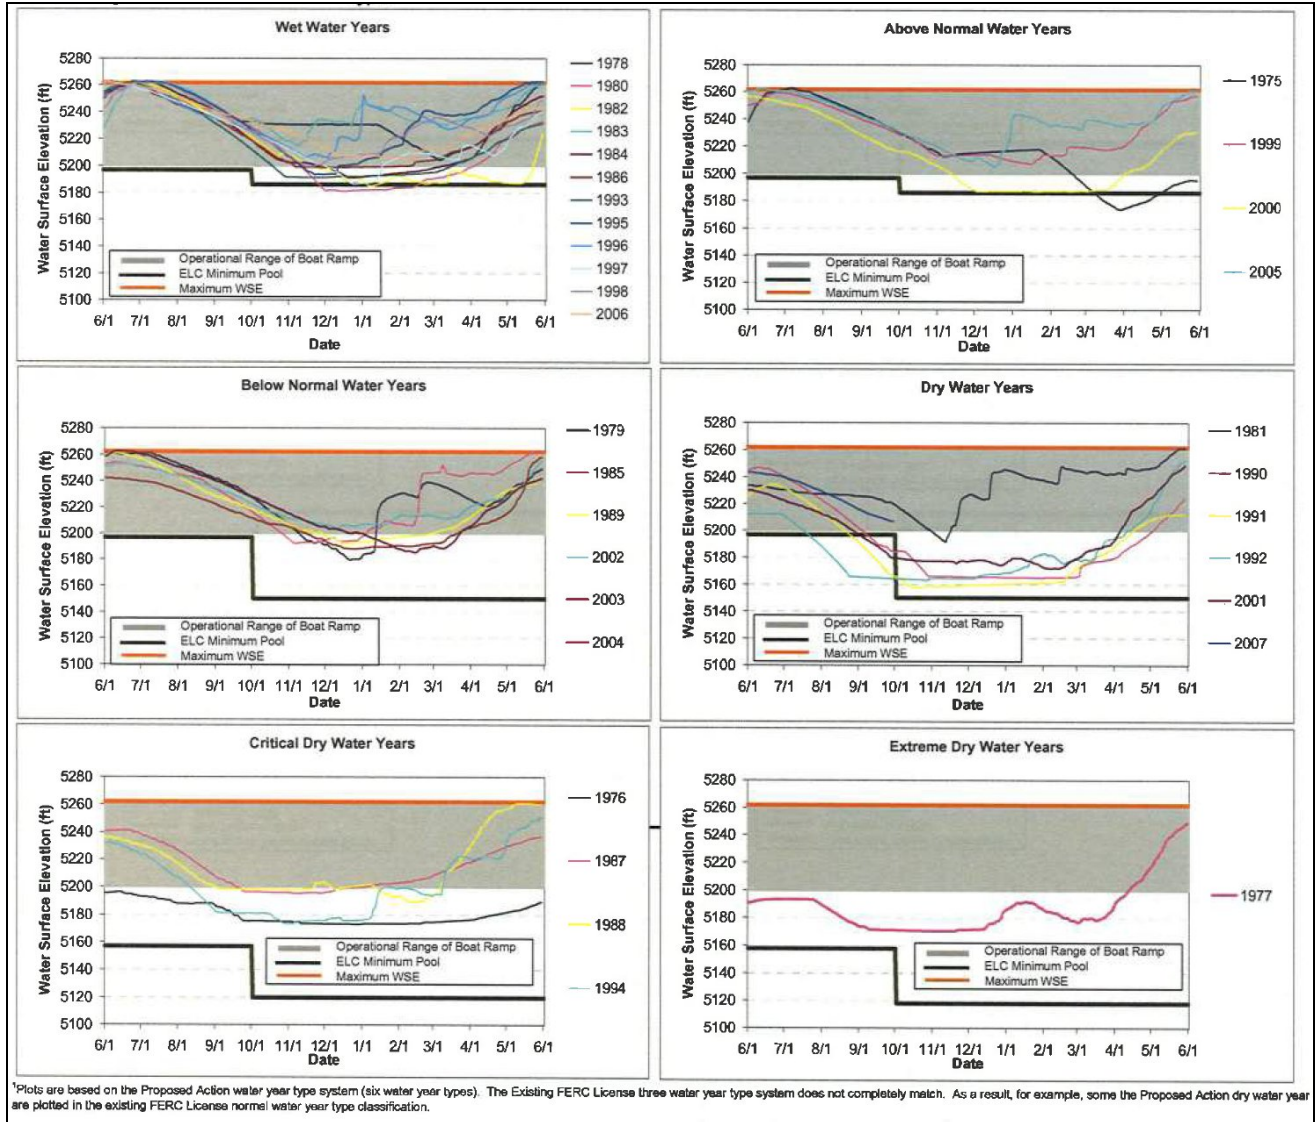 Wet Water Years
Water Surface Elevation (ft)
5280
5260
5240
5220
5200
5180
5160
5140
5120
5100
Operational Range of Boat Ramp
ELC Minimum Pool
Maximum WSE
6/1 7/1 8/1 9/1 10/1 11/1 12/1 1/1 2/1 3/1 4/1 5/1 6/1
Date
1978
1980
1982
1983
1984
1986
1993
1995
1996
1997
1998
2006
Above Normal Water Years
Water Surface Elevation (ft)
5280
5260
5240
5220
5200
5180
5160
5140
5120
5100
Operational Range of Boat Ramp
ELC Minimum Pool
Maximum WSE
6/1 7/1 8/1 9/1 10/1 11/1 12/1 1/1 2/1 3/1 4/1 5/1 6/1
Date
1975
1999
2000
2005
Below Normal Water Years
Water Surface Elevation (ft)
5280
5260
5240
5220
5200
5180
5160
5140
5120
5100
Operational Range of Boat Ramp
ELC Minimum Pool
Maximum WSE
6/1 7/1 8/1 9/1 10/1 11/1 12/1 1/1 2/1 3/1 4/1 5/1 6/1
Date
1979
1985
1989
2002
2003
2004
Dry Water Years
Water Surface Elevation (ft)
5280
5260
5240
5220
5200
5180
5160
5140
5120
5100
Operational Range of Boat Ramp
ELC Minimum Pool
Maximum WSE
6/1 7/1 8/1 9/1 10/1 11/1 12/1 1/1 2/1 3/1 4/1 5/1 6/1
Date
1981
1990
1991
1992
2001
2007
Critical Dry Water Years
Water Surface Elevation (ft)
5280
5260
5240
5220
5200
5180
5160
5140
5120
5100
Operational Range of Boat Ramp
ELC Minimum Pool
Maximum WSE
6/1 7/1 8/1 9/1 10/1 11/1 12/1 1/1 2/1 3/1 4/1 5/1 6/1
Date
1976
1987
1988
1994
Extreme Dry Water Years
Water Surface Elevation (ft)
5280
5260
5240
5220
5200
5180
5160
5140
5120
5100
Operational Range of Boat Ramp
ELC Minimum Pool
Maximum WSE
6/1 7/1 8/1 9/1 10/1 11/1 12/1 1/1 2/1 3/1 4/1 5/1 6/1
Date
1977
¹Plots are based on the Proposed Action water year type system (six water year types). The Existing FERC License three water year type system does not completely match. As a result, for example, some the Proposed Action dry water year
are plotted in the existing FERC License normal water year type classification.